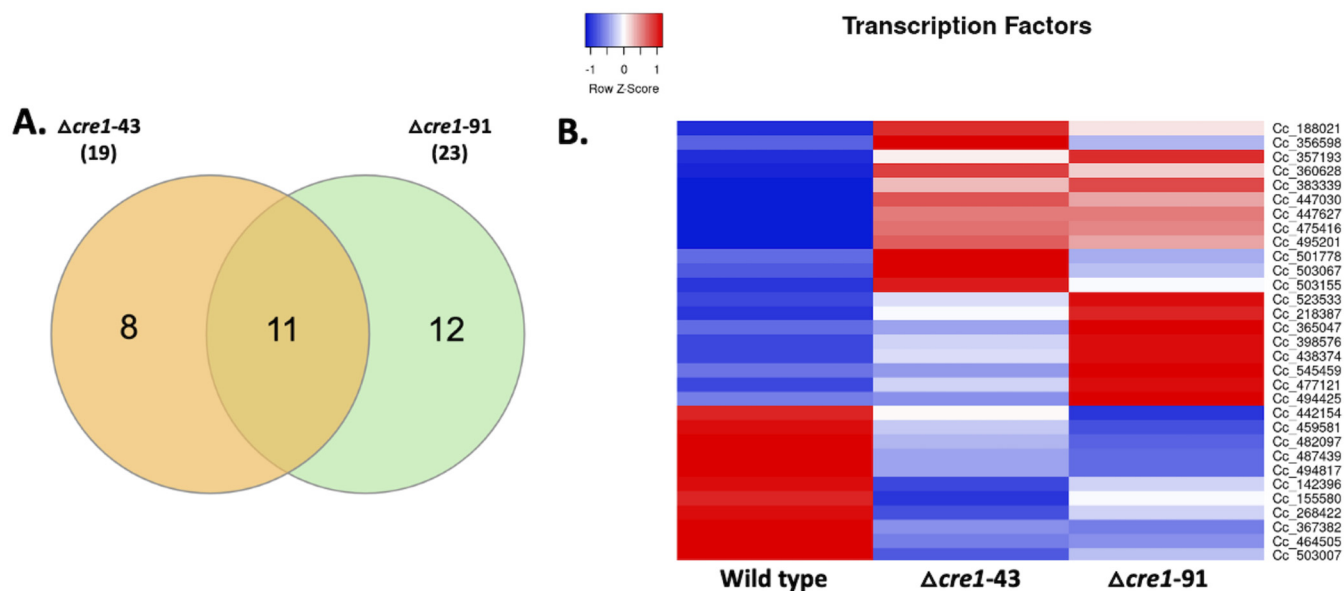 Transcription Factors
-1 0 1
Row Z-Score
A.
Δcre1-43
(19)
Δcre1-91
(23)
8
11
12
B.
Cc_188021
Cc_356598
Cc_357193
Cc_360628
Cc_383339
Cc_447030
Cc_447627
Cc_475416
Cc_495201
Cc_501778
Cc_503067
Cc_503155
Cc_523533
Cc_218387
Cc_365047
Cc_398576
Cc_438374
Cc_545459
Cc_477121
Cc_494425
Cc_442154
Cc_459581
Cc_482097
Cc_487439
Cc_494817
Cc_142396
Cc_155580
Cc_268422
Cc_367382
Cc_464505
Cc_503007
Wild type
Δcre1-43
Δcre1-91